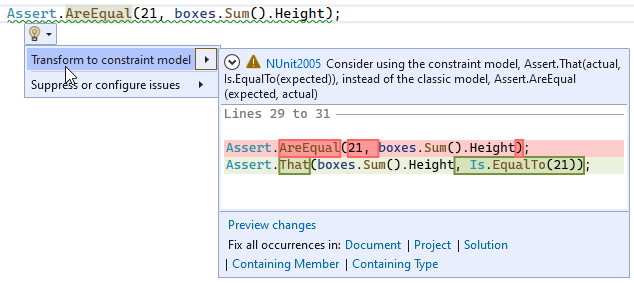 Assert.AreEqual(21, boxes.Sum().Height);
Transform to constraint model
Suppress or configure issues
NUnit2005 Consider using the constraint model, Assert.That(actual,
Is.EqualTo(expected)), instead of the classic model, Assert.AreEqual
(expected, actual)
Lines 29 to 31
Assert.AreEqual(21, boxes.Sum().Height);
Assert.That(boxes.Sum().Height, Is.EqualTo(21));
Preview changes
Fix all occurrences in: Document | Project | Solution
| Containing Member | Containing Type